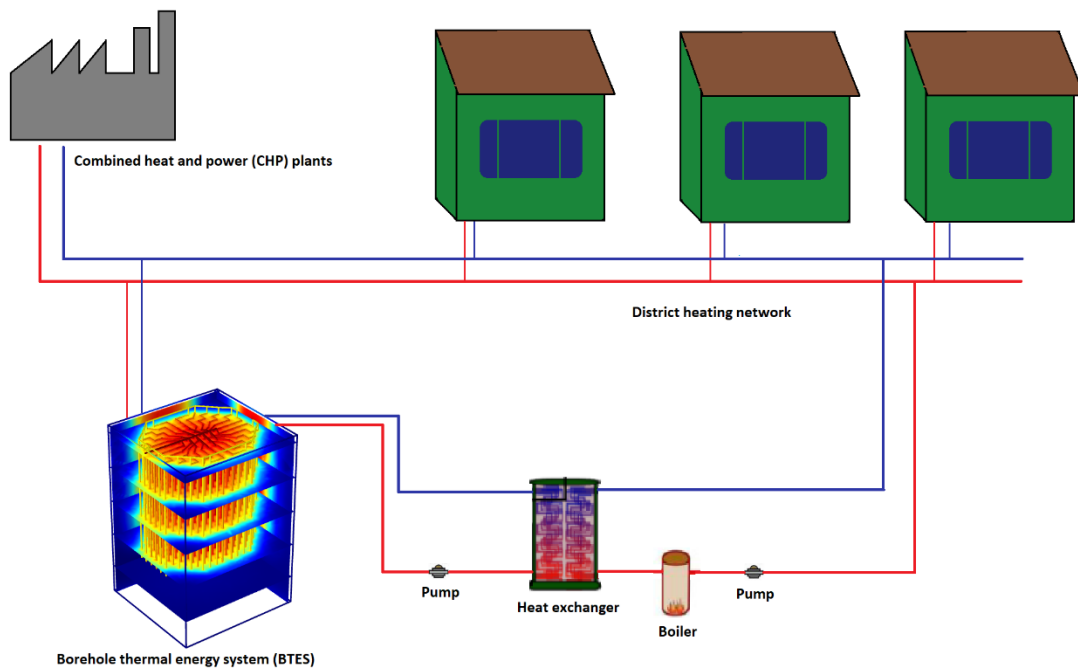 Combined heat and power (CHP) plants
District heating network
Pump
Heat exchanger
Boiler
Pump
Borehole thermal energy system (BTES)